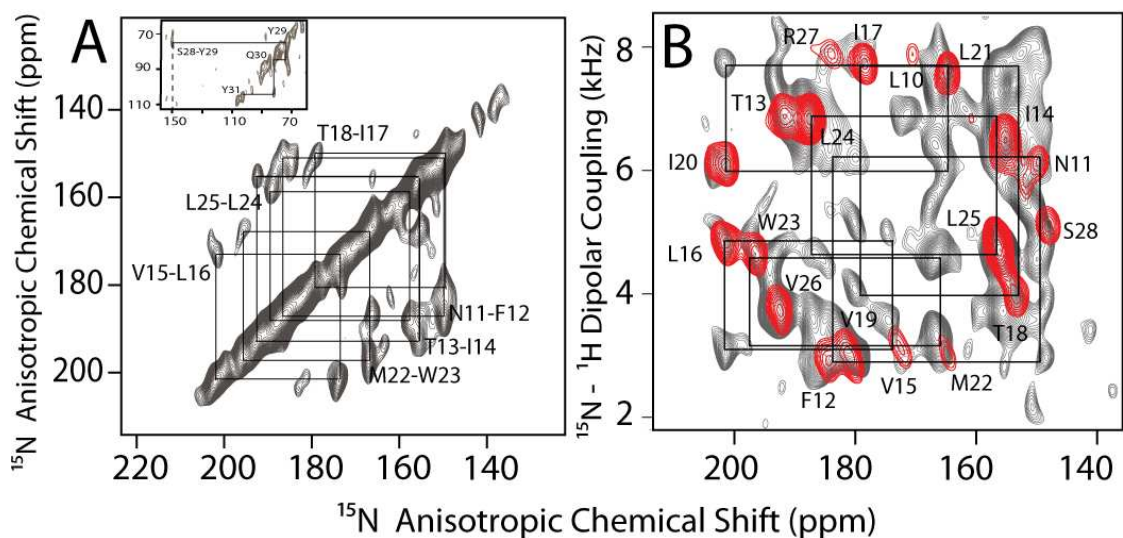 A
B
¹⁵N Anisotropic Chemical Shift (ppm)
140
160
180
200
220
200
180
160
140
70
90
110
150
110
70
S28-Y29
Y29
Q30
Y31
T18-I17
L25-L24
V15-L16
N11-F12
T13-I14
M22-W23
¹⁵N - ¹H Dipolar Coupling (kHz)
8
6
4
2
200
180
160
140
R27
I17
L21
L10
T13
L24
I14
I20
N11
W23
L25
S28
L16
V26
V19
T18
F12
V15
M22
¹⁵N Anisotropic Chemical Shift (ppm)